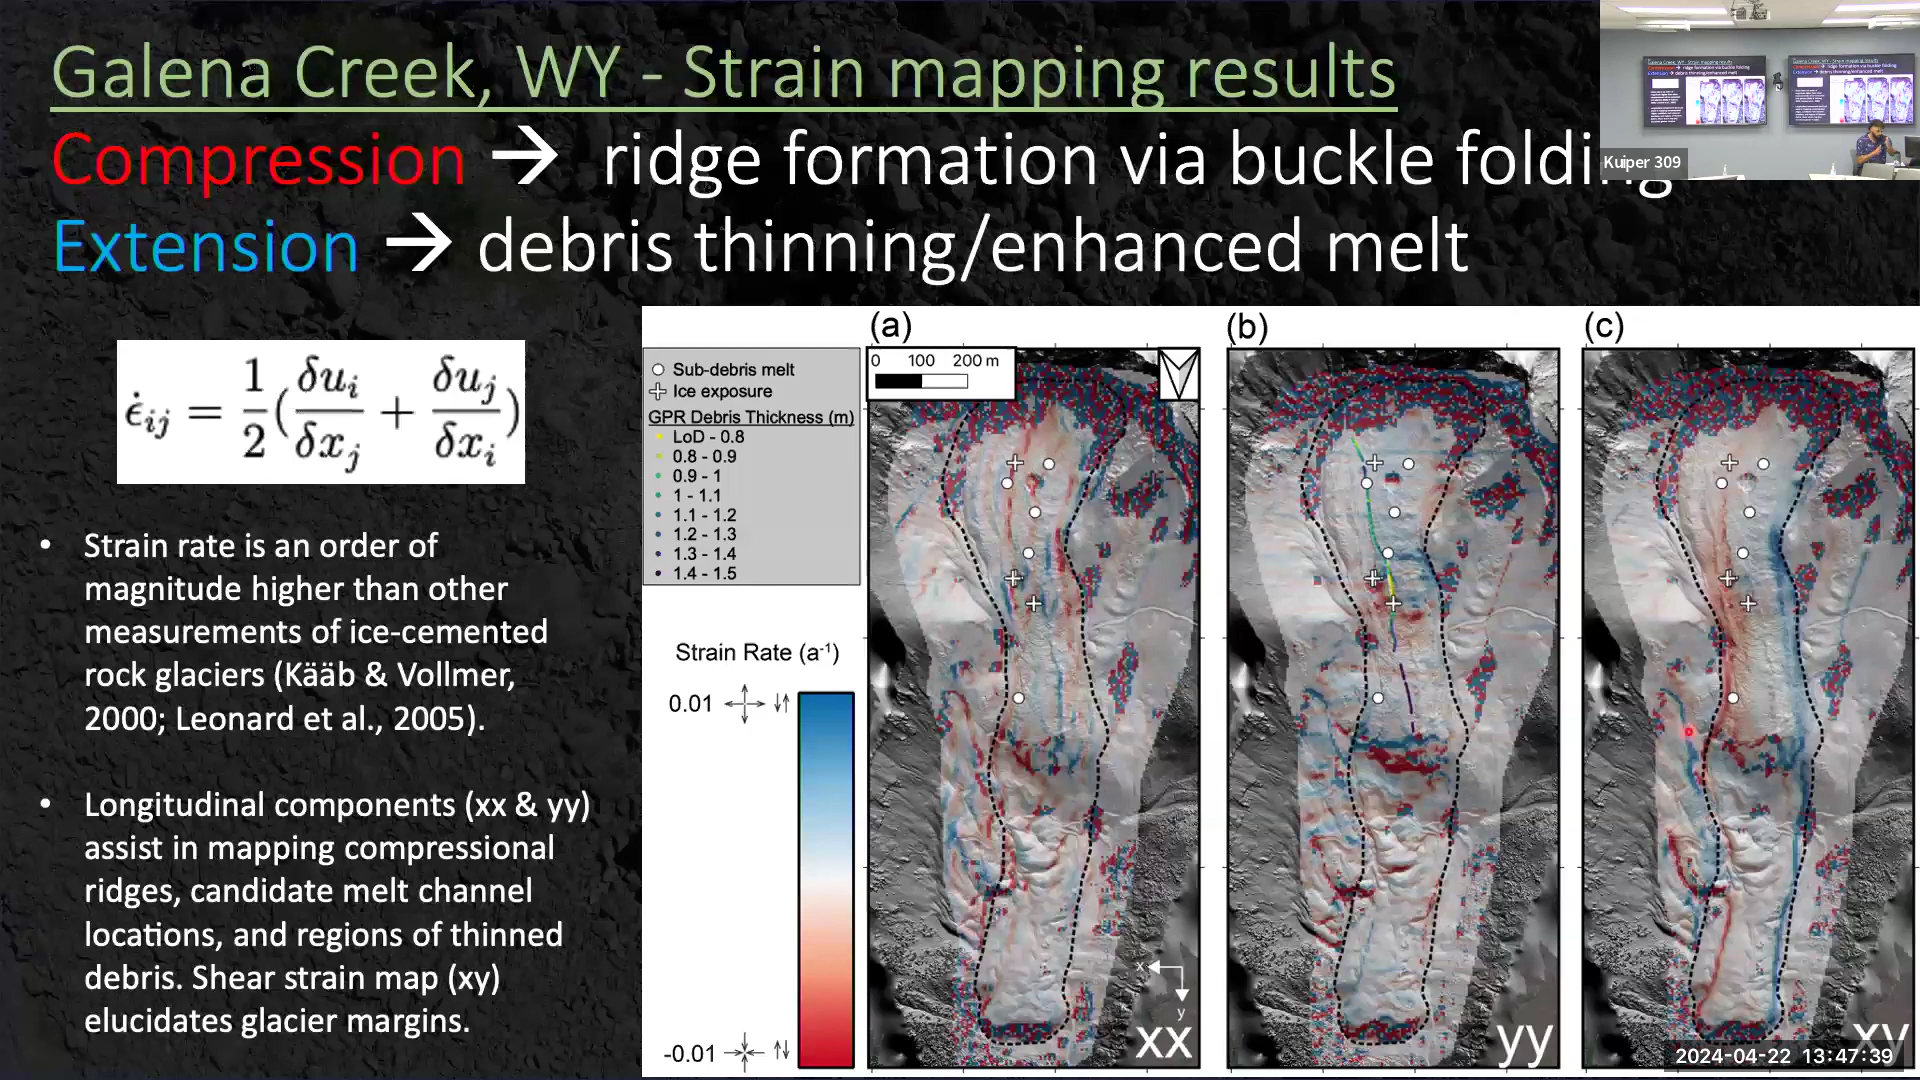 Galena Creek, WY - Strain mapping results
Compression → ridge formation via buckle folding
Extension → debris thinning/enhanced melt
Kuiper 309
ε̇ij = 1/2(δui/δxj + δuj/δxi)
• Strain rate is an order of
magnitude higher than other
measurements of ice-cemented
rock glaciers (Kääb & Vollmer,
2000; Leonard et al., 2005).
• Longitudinal components (xx & yy)
assist in mapping compressional
ridges, candidate melt channel
locations, and regions of thinned
debris. Shear strain map (xy)
elucidates glacier margins.
Sub-debris melt
Ice exposure
GPR Debris Thickness (m)
LoD - 0.8
0.8 - 0.9
0.9 - 1
1 - 1.1
1.1 - 1.2
1.2 - 1.3
1.3 - 1.4
1.4 - 1.5
Strain Rate (a⁻¹)
0.01
-0.01
(a)
0 100 200 m
x
y
xx
(b)
yy
(c)
xy
2024-04-22 13:47:39